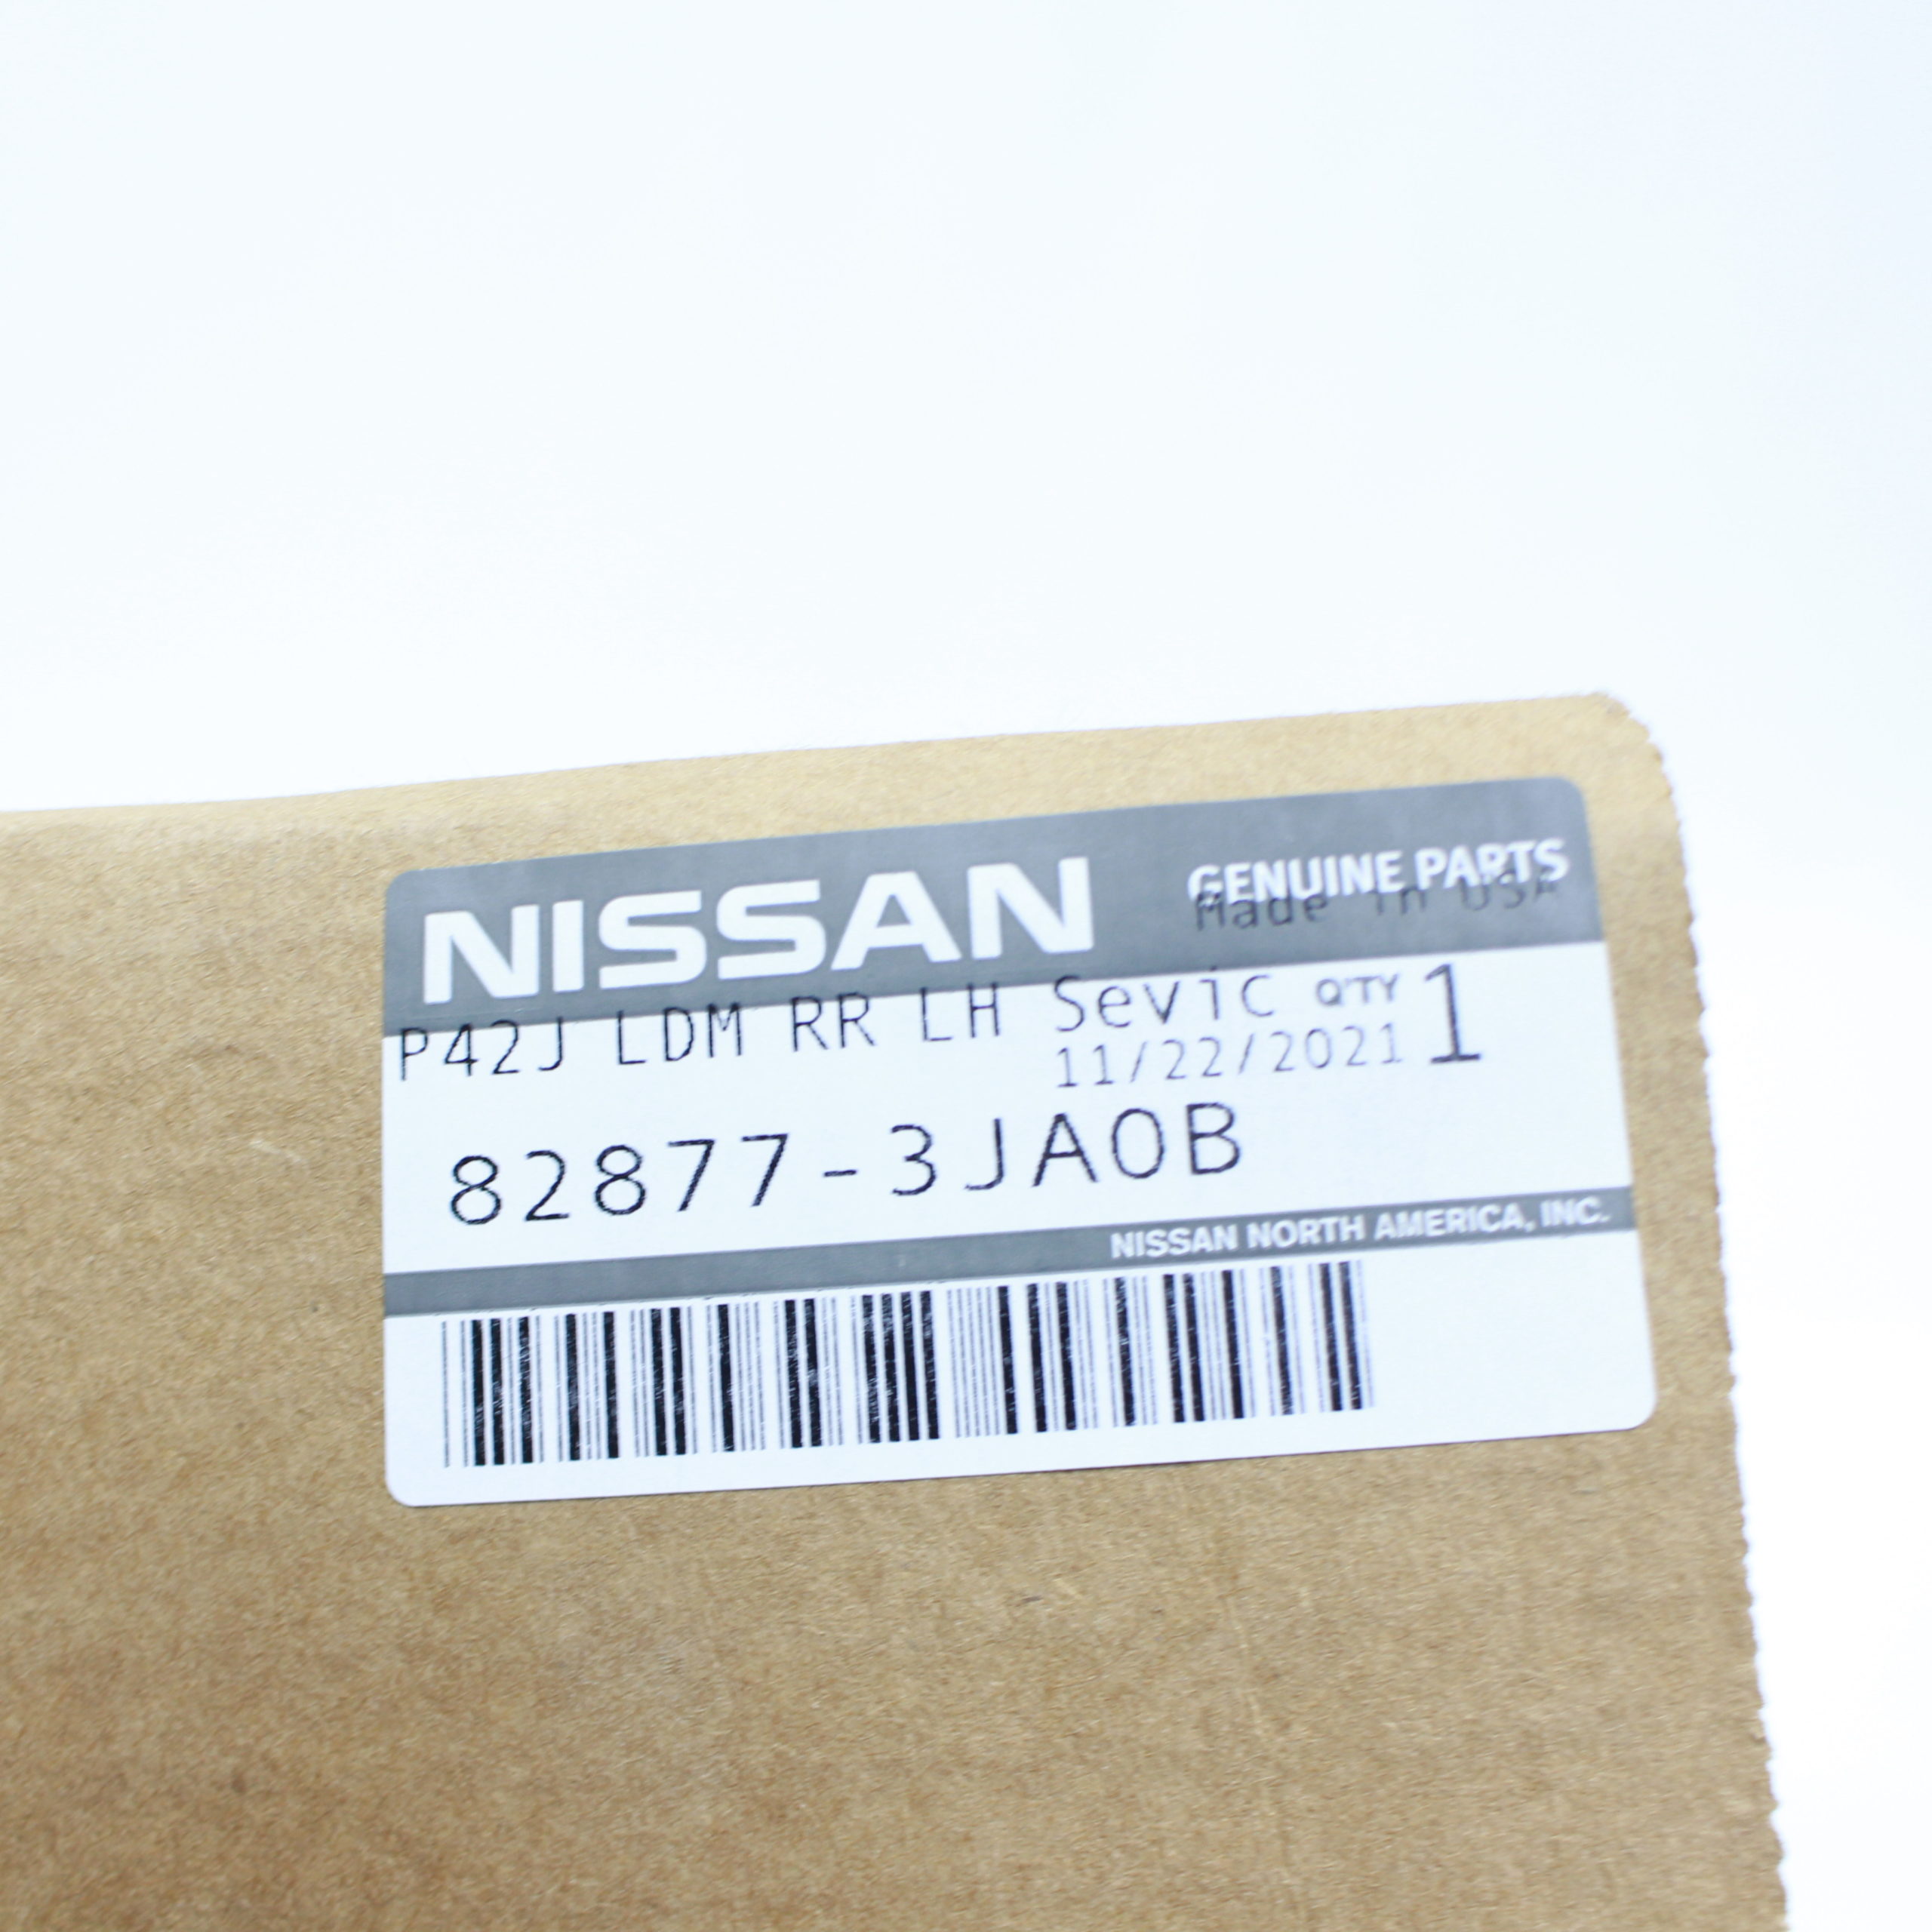 NISSAN
GENUINE PARTS
Made in USA
P42J LDM RR LH Sevic QTY 1
11/22/2021
82877-3JA0B
NISSAN NORTH AMERICA, INC.